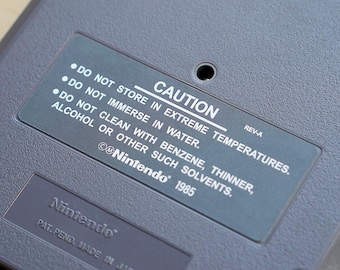 CAUTION
REV-A
●DO NOT STORE IN EXTREME TEMPERATURES.
●DO NOT IMMERSE IN WATER.
●DO NOT CLEAN WITH BENZENE, THINNER,
ALCOHOL OR OTHER SUCH SOLVENTS.
©ⓂNintendo® 1985
Nintendo®
PAT. PEND. MADE IN